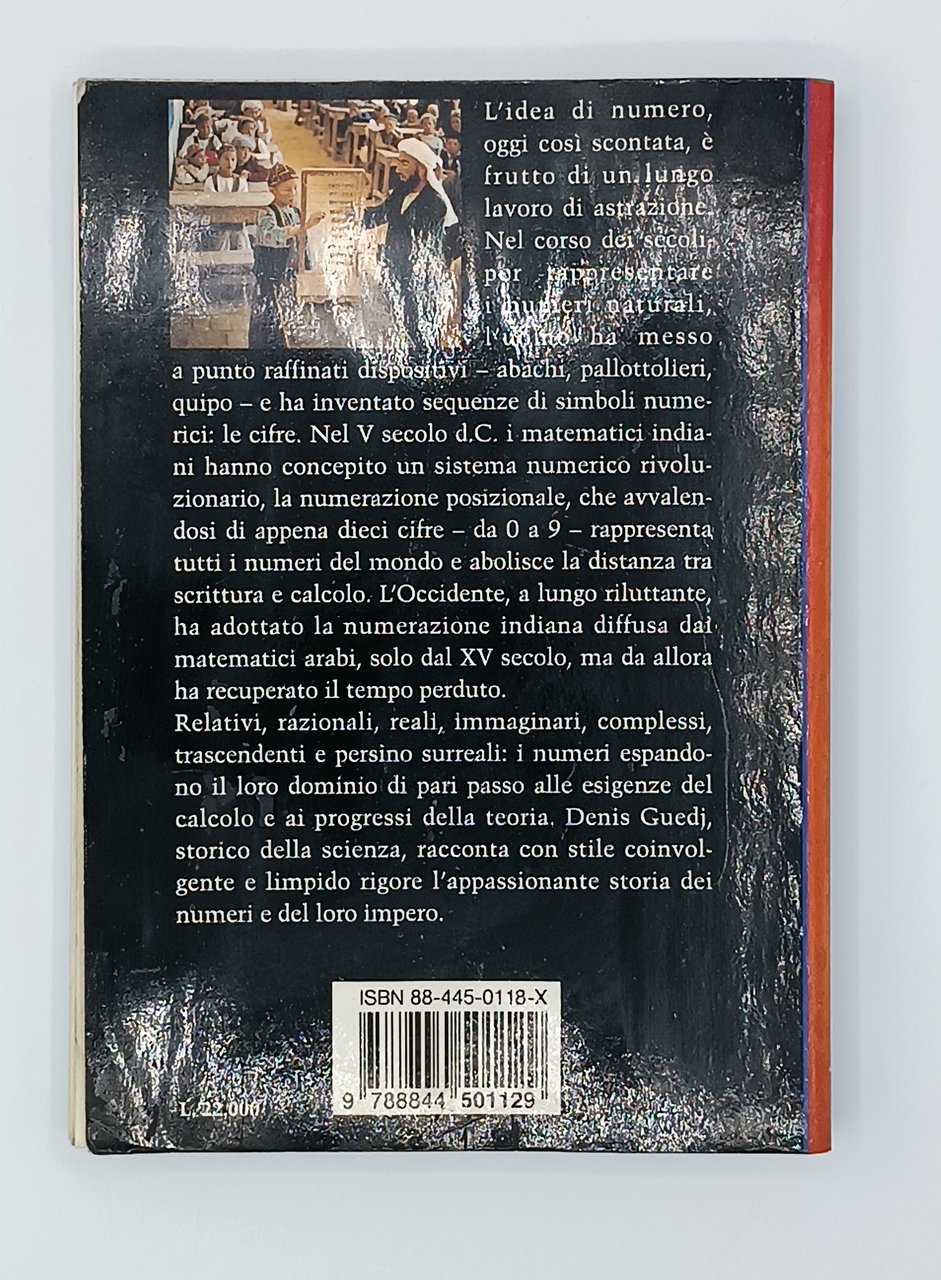 L'idea di numero,
oggi così scontata, è
frutto di un lungo
lavoro di astrazione.
Nel corso dei secoli,
per rappresentare
i numeri naturali,
l'uomo ha messo
a punto raffinati dispositivi – abachi, pallottolieri,
quipo – e ha inventato sequenze di simboli nume-
rici: le cifre. Nel V secolo d.C. i matematici india-
ni hanno concepito un sistema numerico rivolu-
zionario, la numerazione posizionale, che avvalen-
dosi di appena dieci cifre – da 0 a 9 – rappresenta
tutti i numeri del mondo e abolisce la distanza tra
scrittura e calcolo. L'Occidente, a lungo riluttante,
ha adottato la numerazione indiana diffusa dai
matematici arabi, solo dal XV secolo, ma da allora
ha recuperato il tempo perduto.
Relativi, razionali, reali, immaginari, complessi,
trascendenti e persino surreali: i numeri espando-
no il loro dominio di pari passo alle esigenze del
calcolo e ai progressi della teoria. Denis Guedj,
storico della scienza, racconta con stile coinvol-
gente e limpido rigore l'appassionante storia dei
numeri e del loro impero.
ISBN 88-445-0118-X
9 788844 501129
L. 22.000